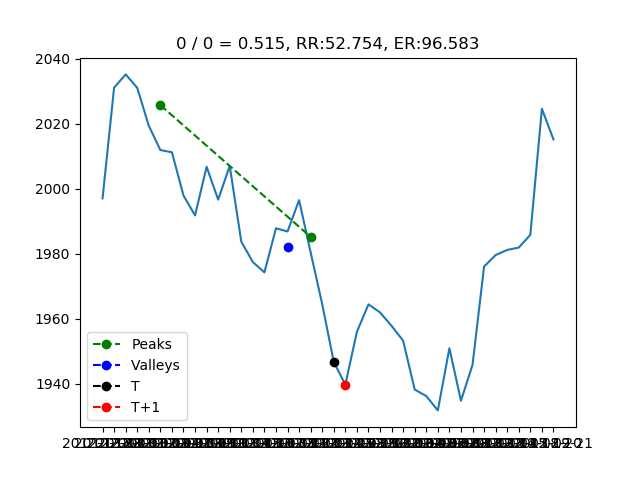 0 / 0 = 0.515, RR:52.754, ER:96.583
2040
2020
2000
1980
1960
1940
Peaks
Valleys
T
T+1